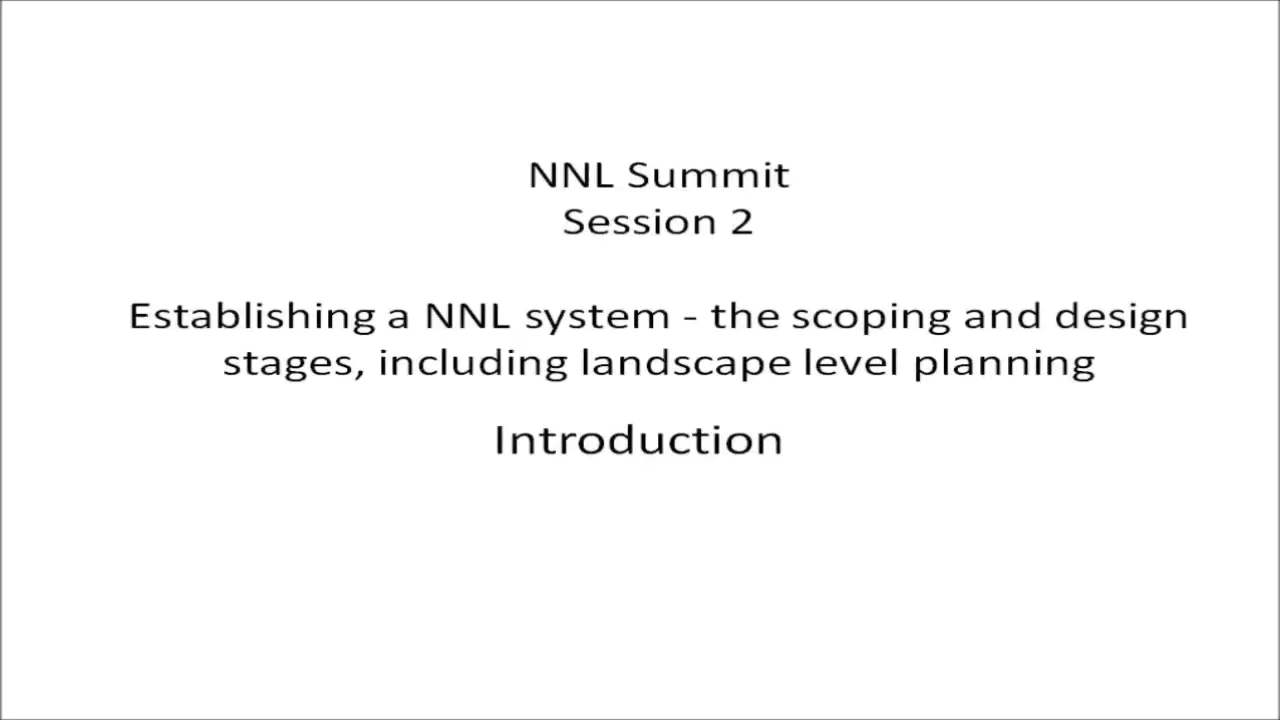 NNL Summit
Session 2
Establishing a NNL system - the scoping and design
stages, including landscape level planning
Introduction